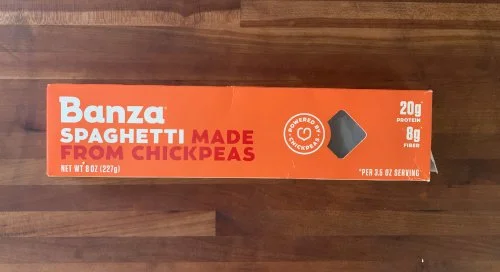 Banza
SPAGHETTI MADE
FROM CHICKPEAS
NET WT 8 OZ (227g)
POWERED BY
CHICKPEAS
20g
PROTEIN
8g
FIBER
*PER 3.5 OZ SERVING